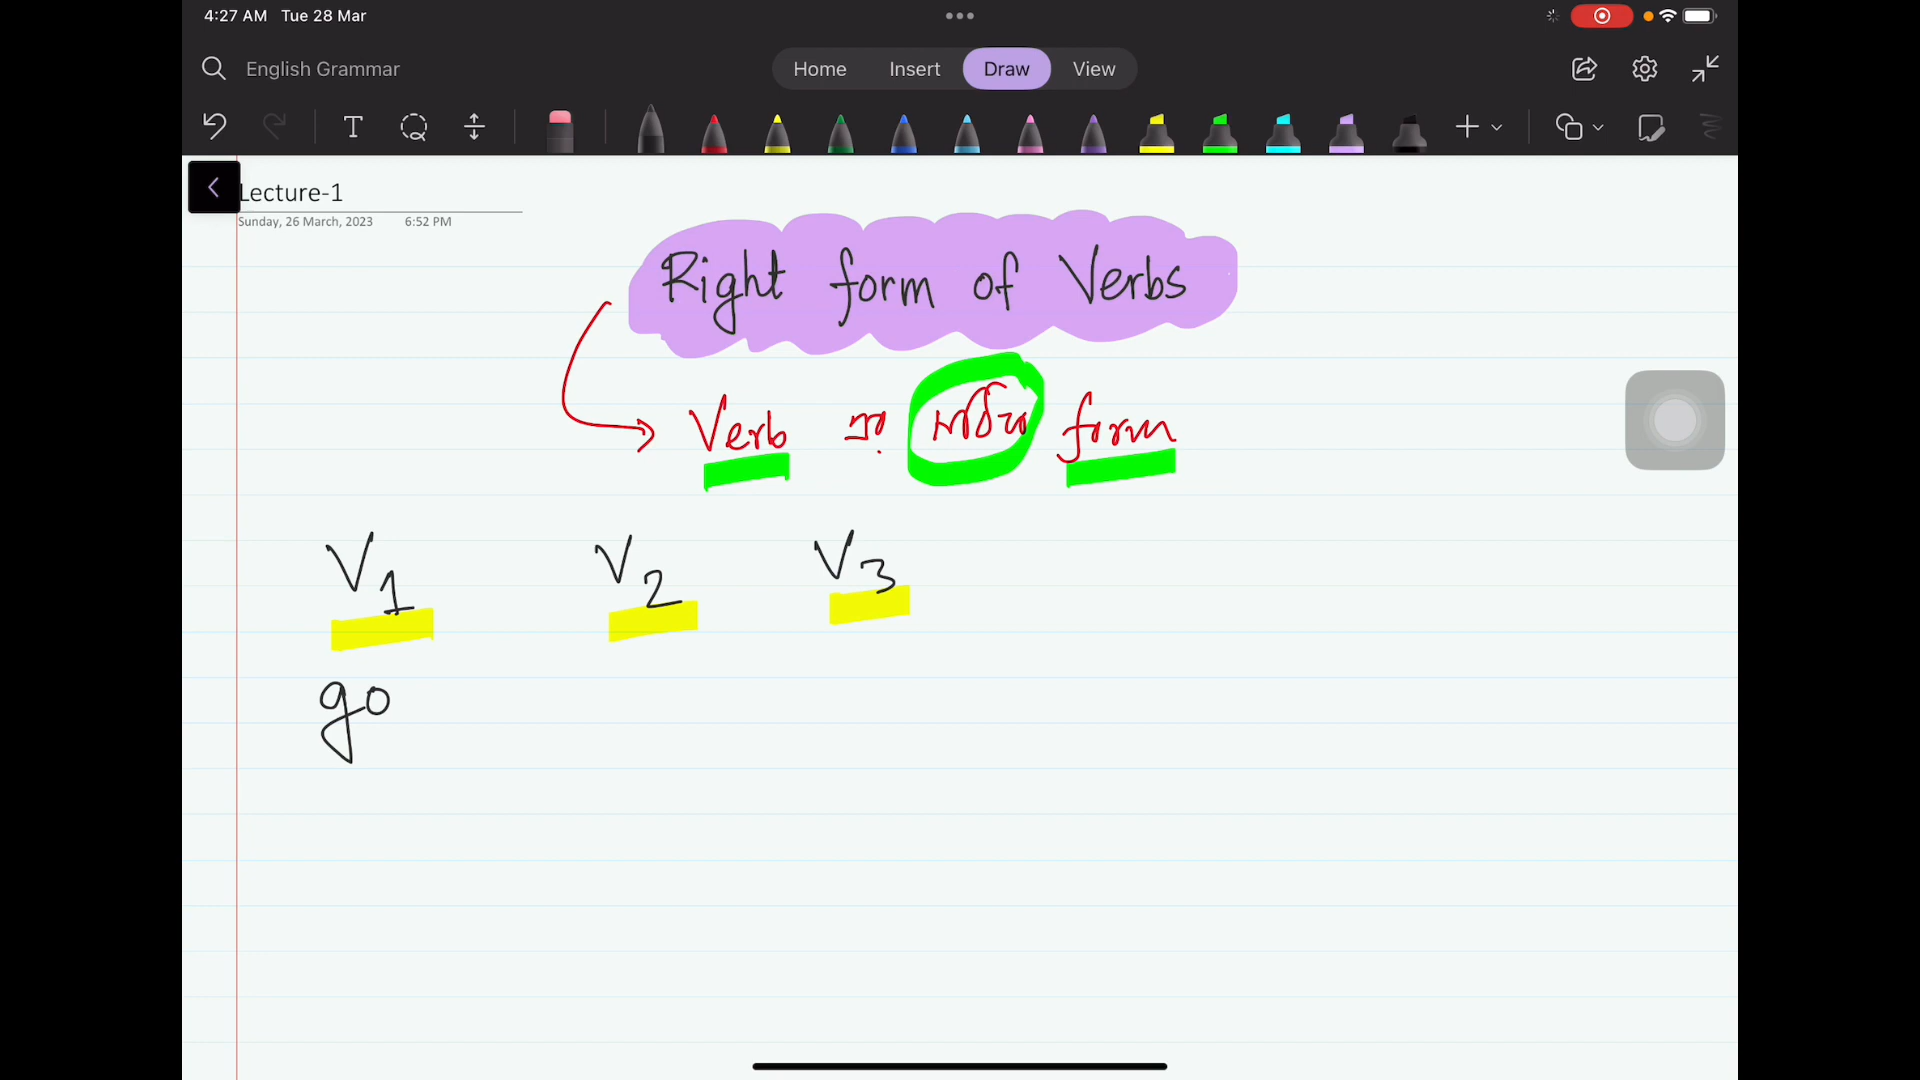 4:27 AM Tue 28 Mar
English Grammar Home Insert Draw View
T
Lecture-1
Sunday, 26 March, 2023 6:52 PM
Right form of Verbs
Verb র সঠিক form
V1 V2 V3
go